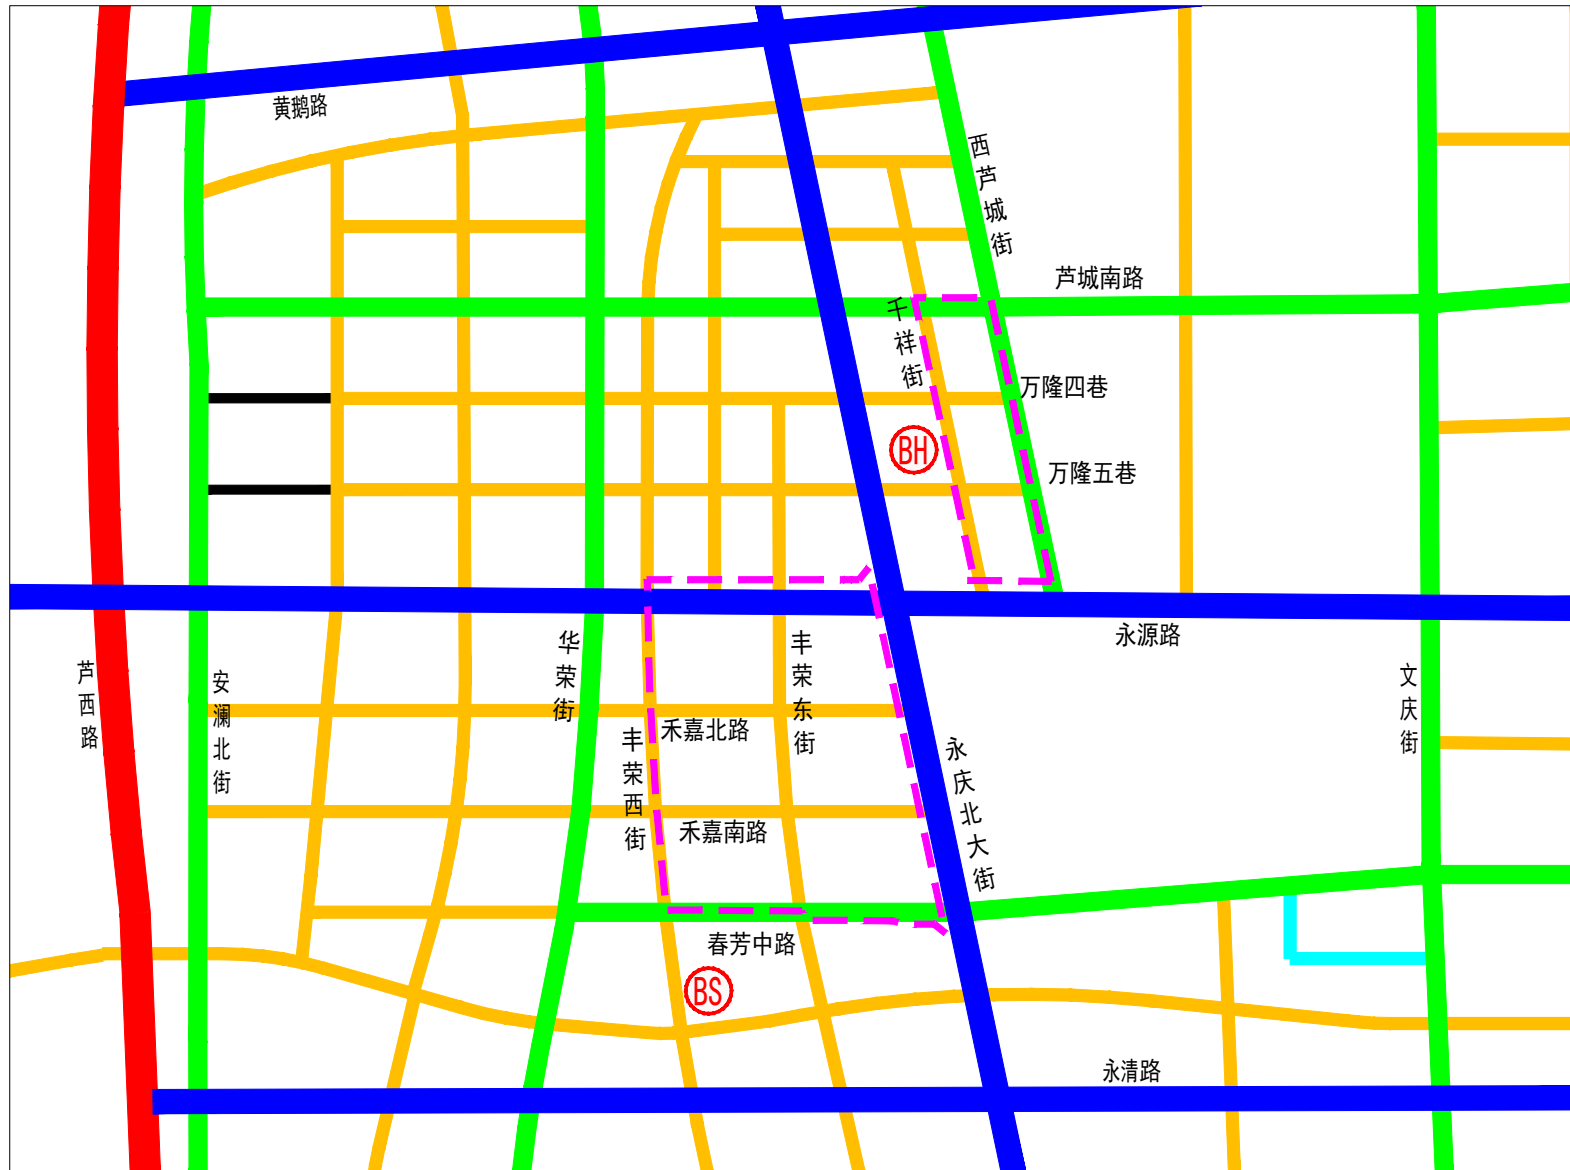 黄鹅路
西芦城街
芦城南路
千祥街
万隆四巷
BH
万隆五巷
永源路
华荣街
丰荣东街
芦西路
安澜北街
文庆街
禾嘉北路
丰荣西街
永庆北大街
禾嘉南路
春芳中路
BS
永清路